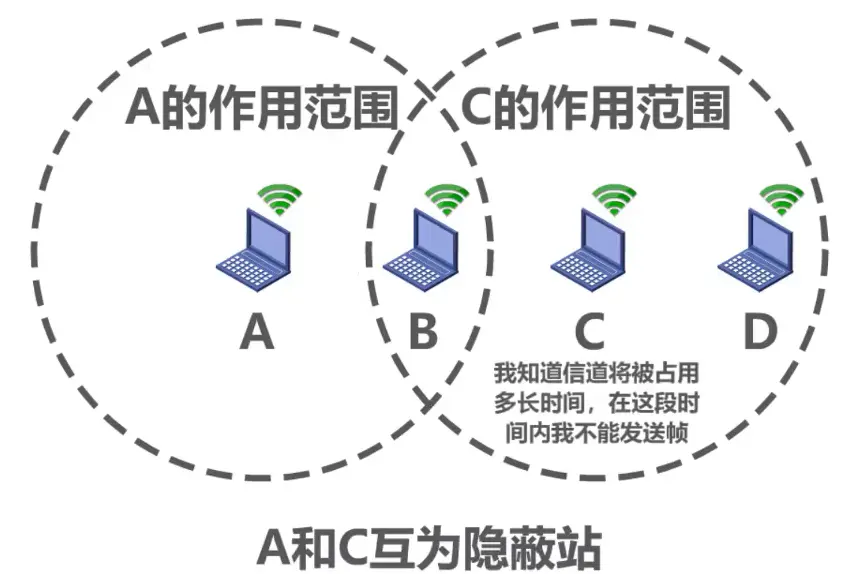 A的作用范围
C的作用范围
A
B
C
D
我知道信道将被占用
多长时间，在这段时
间内我不能发送帧
A和C互为隐蔽站